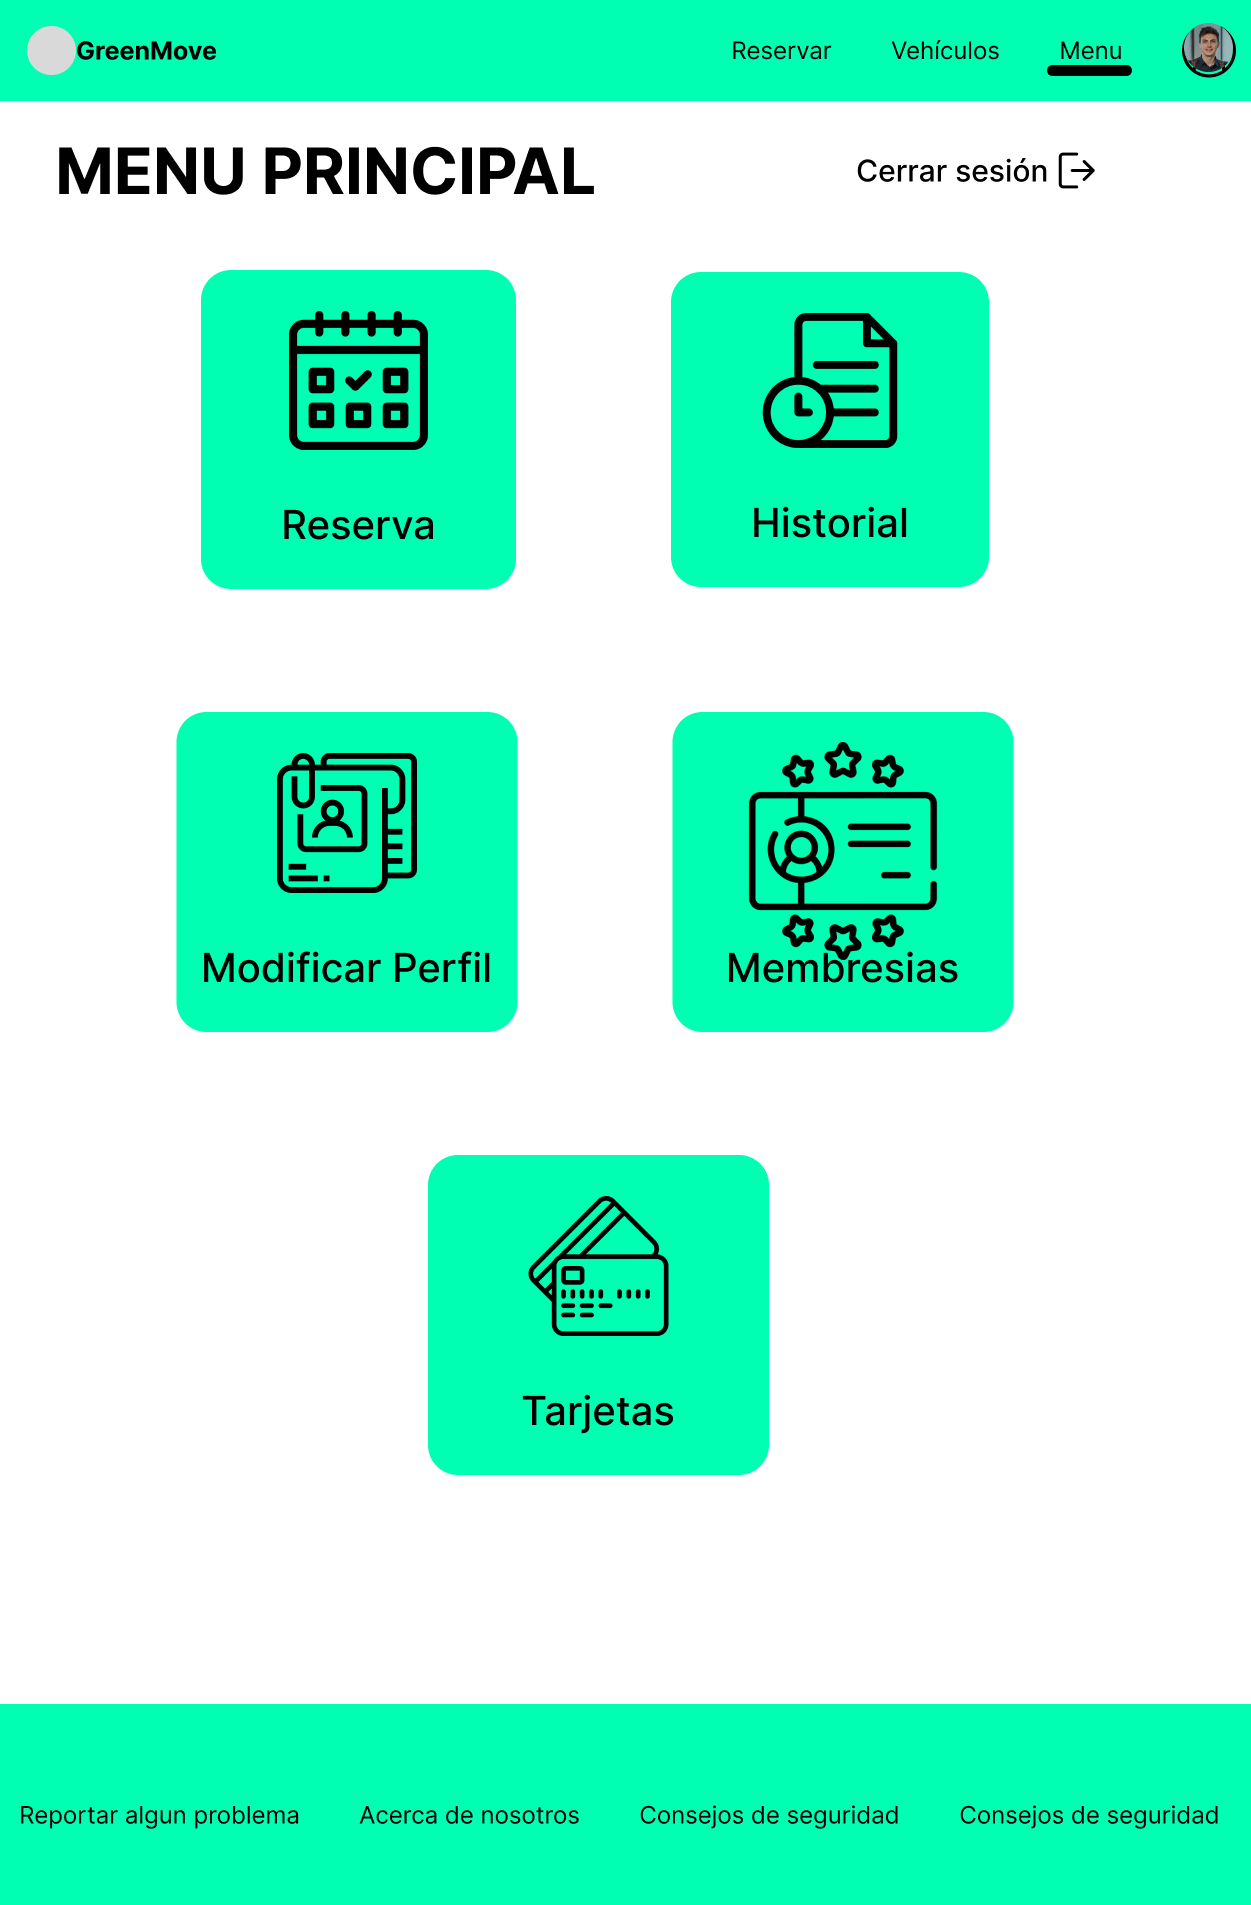 GreenMove
Reservar
Vehículos
Menu
MENU PRINCIPAL
Cerrar sesión
Reserva
Historial
Modificar Perfil
Membresias
Tarjetas
Reportar algun problema
Acerca de nosotros
Consejos de seguridad
Consejos de seguridad